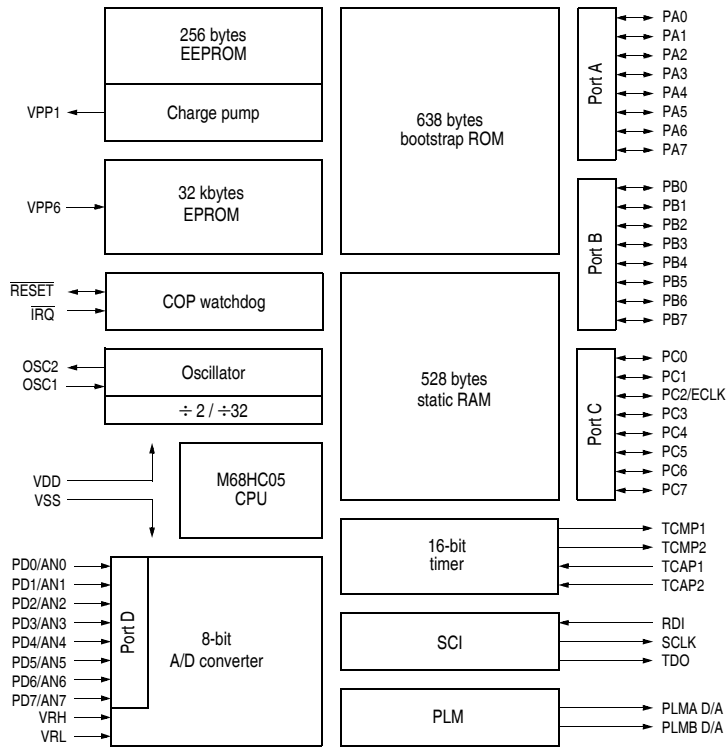 256 bytes
EEPROM
Charge pump
VPP1
32 kbytes
EPROM
VPP6
COP watchdog
RESET
IRQ
Oscillator
OSC2
OSC1
÷ 2 / ÷32
M68HC05
CPU
VDD
VSS
PD0/AN0
PD1/AN1
PD2/AN2
PD3/AN3
PD4/AN4
PD5/AN5
PD6/AN6
PD7/AN7
VRH
VRL
Port D
8-bit
A/D converter
638 bytes
bootstrap ROM
528 bytes
static RAM
16-bit
timer
SCI
PLM
Port A
PA0
PA1
PA2
PA3
PA4
PA5
PA6
PA7
Port B
PB0
PB1
PB2
PB3
PB4
PB5
PB6
PB7
Port C
PC0
PC1
PC2/ECLK
PC3
PC4
PC5
PC6
PC7
TCMP1
TCMP2
TCAP1
TCAP2
RDI
SCLK
TDO
PLMA D/A
PLMB D/A